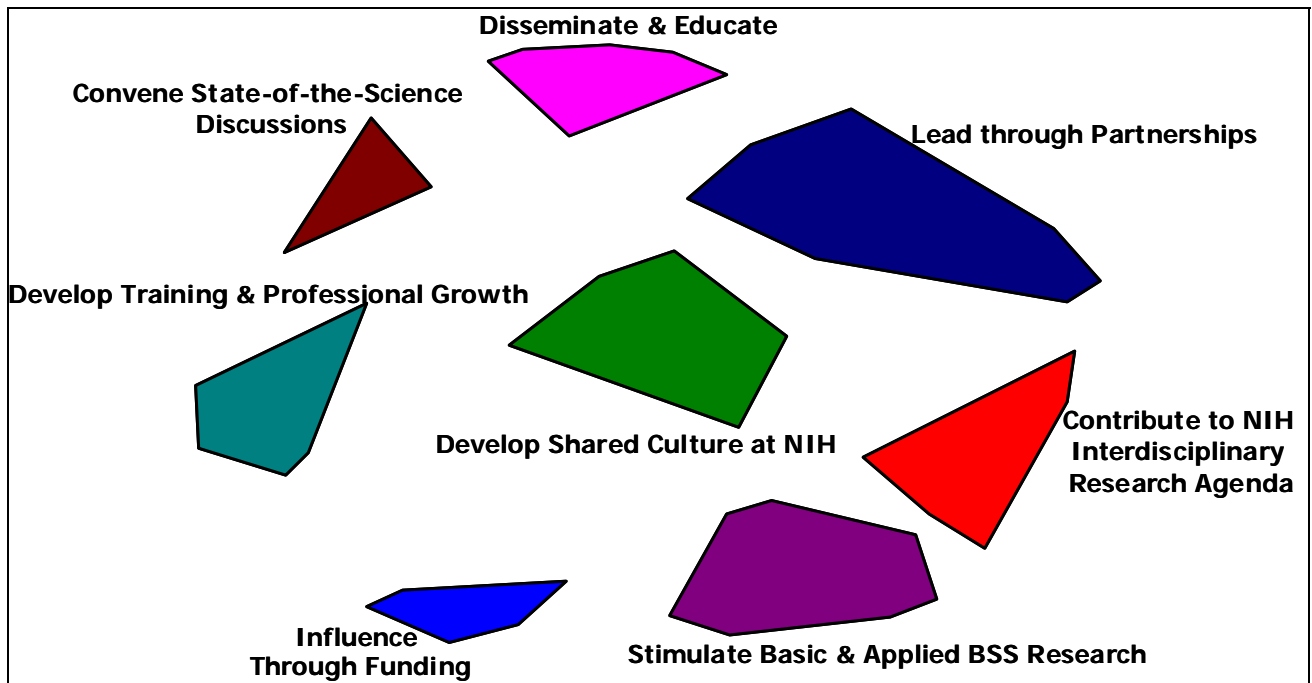 Disseminate & Educate
Convene State-of-the-Science
Discussions
Lead through Partnerships
Develop Training & Professional Growth
Develop Shared Culture at NIH
Contribute to NIH
Interdisciplinary
Research Agenda
Influence
Through Funding
Stimulate Basic & Applied BSS Research